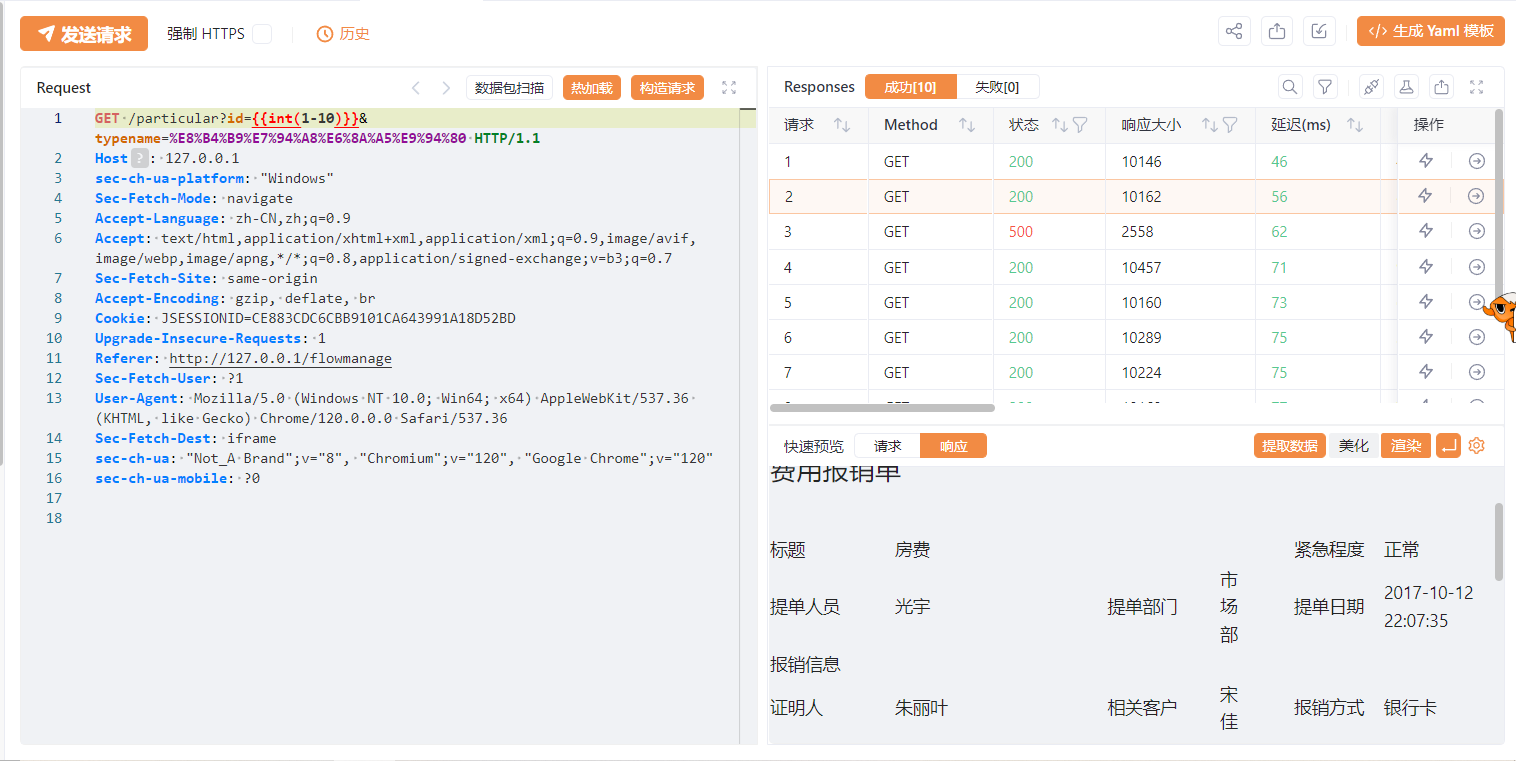 发送请求 强制 HTTPS 历史 生成 Yaml 模板
Request 数据包扫描 热加载 构造请求
1 GET /particular?id={{int(1-10)}}&
typename=%E8%B4%B9%E7%94%A8%E6%8A%A5%E9%94%80 HTTP/1.1
2 Host ? : 127.0.0.1
3 sec-ch-ua-platform: "Windows"
4 Sec-Fetch-Mode: navigate
5 Accept-Language: zh-CN,zh;q=0.9
6 Accept: text/html,application/xhtml+xml,application/xml;q=0.9,image/avif,
image/webp,image/apng,*/*;q=0.8,application/signed-exchange;v=b3;q=0.7
7 Sec-Fetch-Site: same-origin
8 Accept-Encoding: gzip, deflate, br
9 Cookie: JSESSIONID=CE883CDC6CBB9101CA643991A18D52BD
10 Upgrade-Insecure-Requests: 1
11 Referer: http://127.0.0.1/flowmanage
12 Sec-Fetch-User: ?1
13 User-Agent: Mozilla/5.0 (Windows NT 10.0; Win64; x64) AppleWebKit/537.36
(KHTML, like Gecko) Chrome/120.0.0.0 Safari/537.36
14 Sec-Fetch-Dest: iframe
15 sec-ch-ua: "Not_A Brand";v="8", "Chromium";v="120", "Google Chrome";v="120"
16 sec-ch-ua-mobile: ?0
17
18
Responses 成功[10] 失败[0]
请求 Method 状态 响应大小 延迟(ms) 操作
1 GET 200 10146 46
2 GET 200 10162 56
3 GET 500 2558 62
4 GET 200 10457 71
5 GET 200 10160 73
6 GET 200 10289 75
7 GET 200 10224 75
快速预览 请求 响应 提取数据 美化 渲染
费用报销单
标题 房费 紧急程度 正常
提单人员 光宇 提单部门 市场部 提单日期 2017-10-12
22:07:35
报销信息
证明人 朱丽叶 相关客户 宋佳 报销方式 银行卡